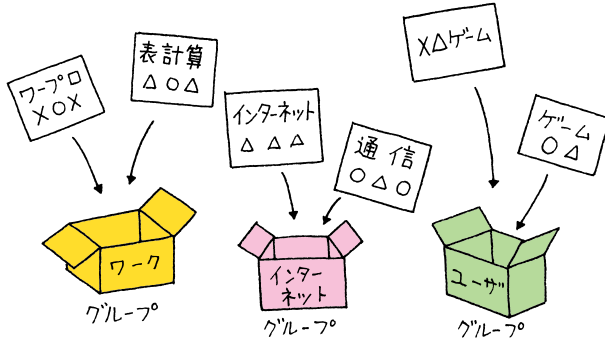 ワープロ
X○X
表計算
△○△
インターネット
△△△
通信
○△○
X△ゲーム
ゲーム
○△
ワーク
グループ
インター
ネット
グループ
ユーザ
グループ